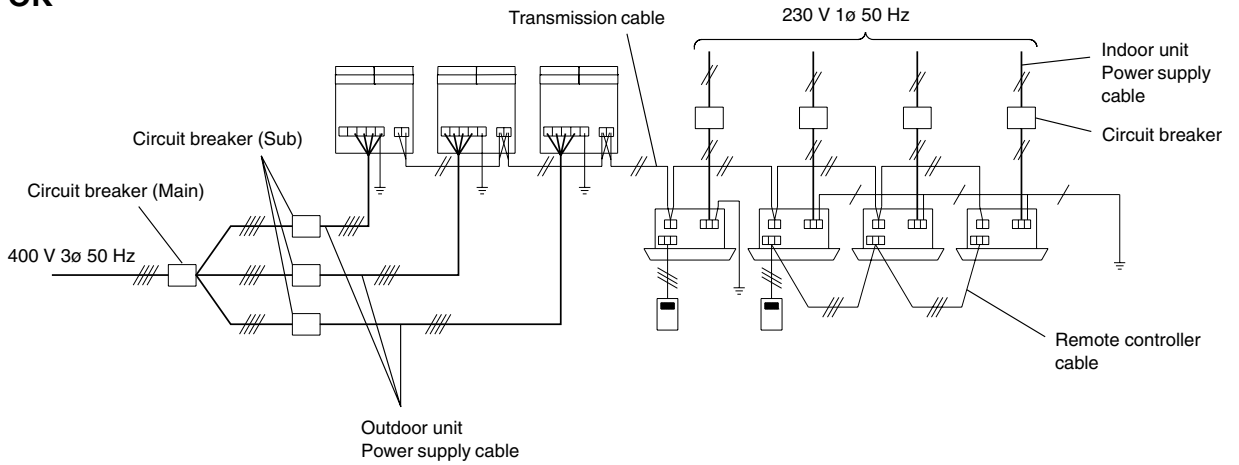 OR
Transmission cable
230 V 1ø 50 Hz
Indoor unit
Power supply
cable
Circuit breaker (Sub)
Circuit breaker
Circuit breaker (Main)
400 V 3ø 50 Hz
Remote controller
cable
Outdoor unit
Power supply cable